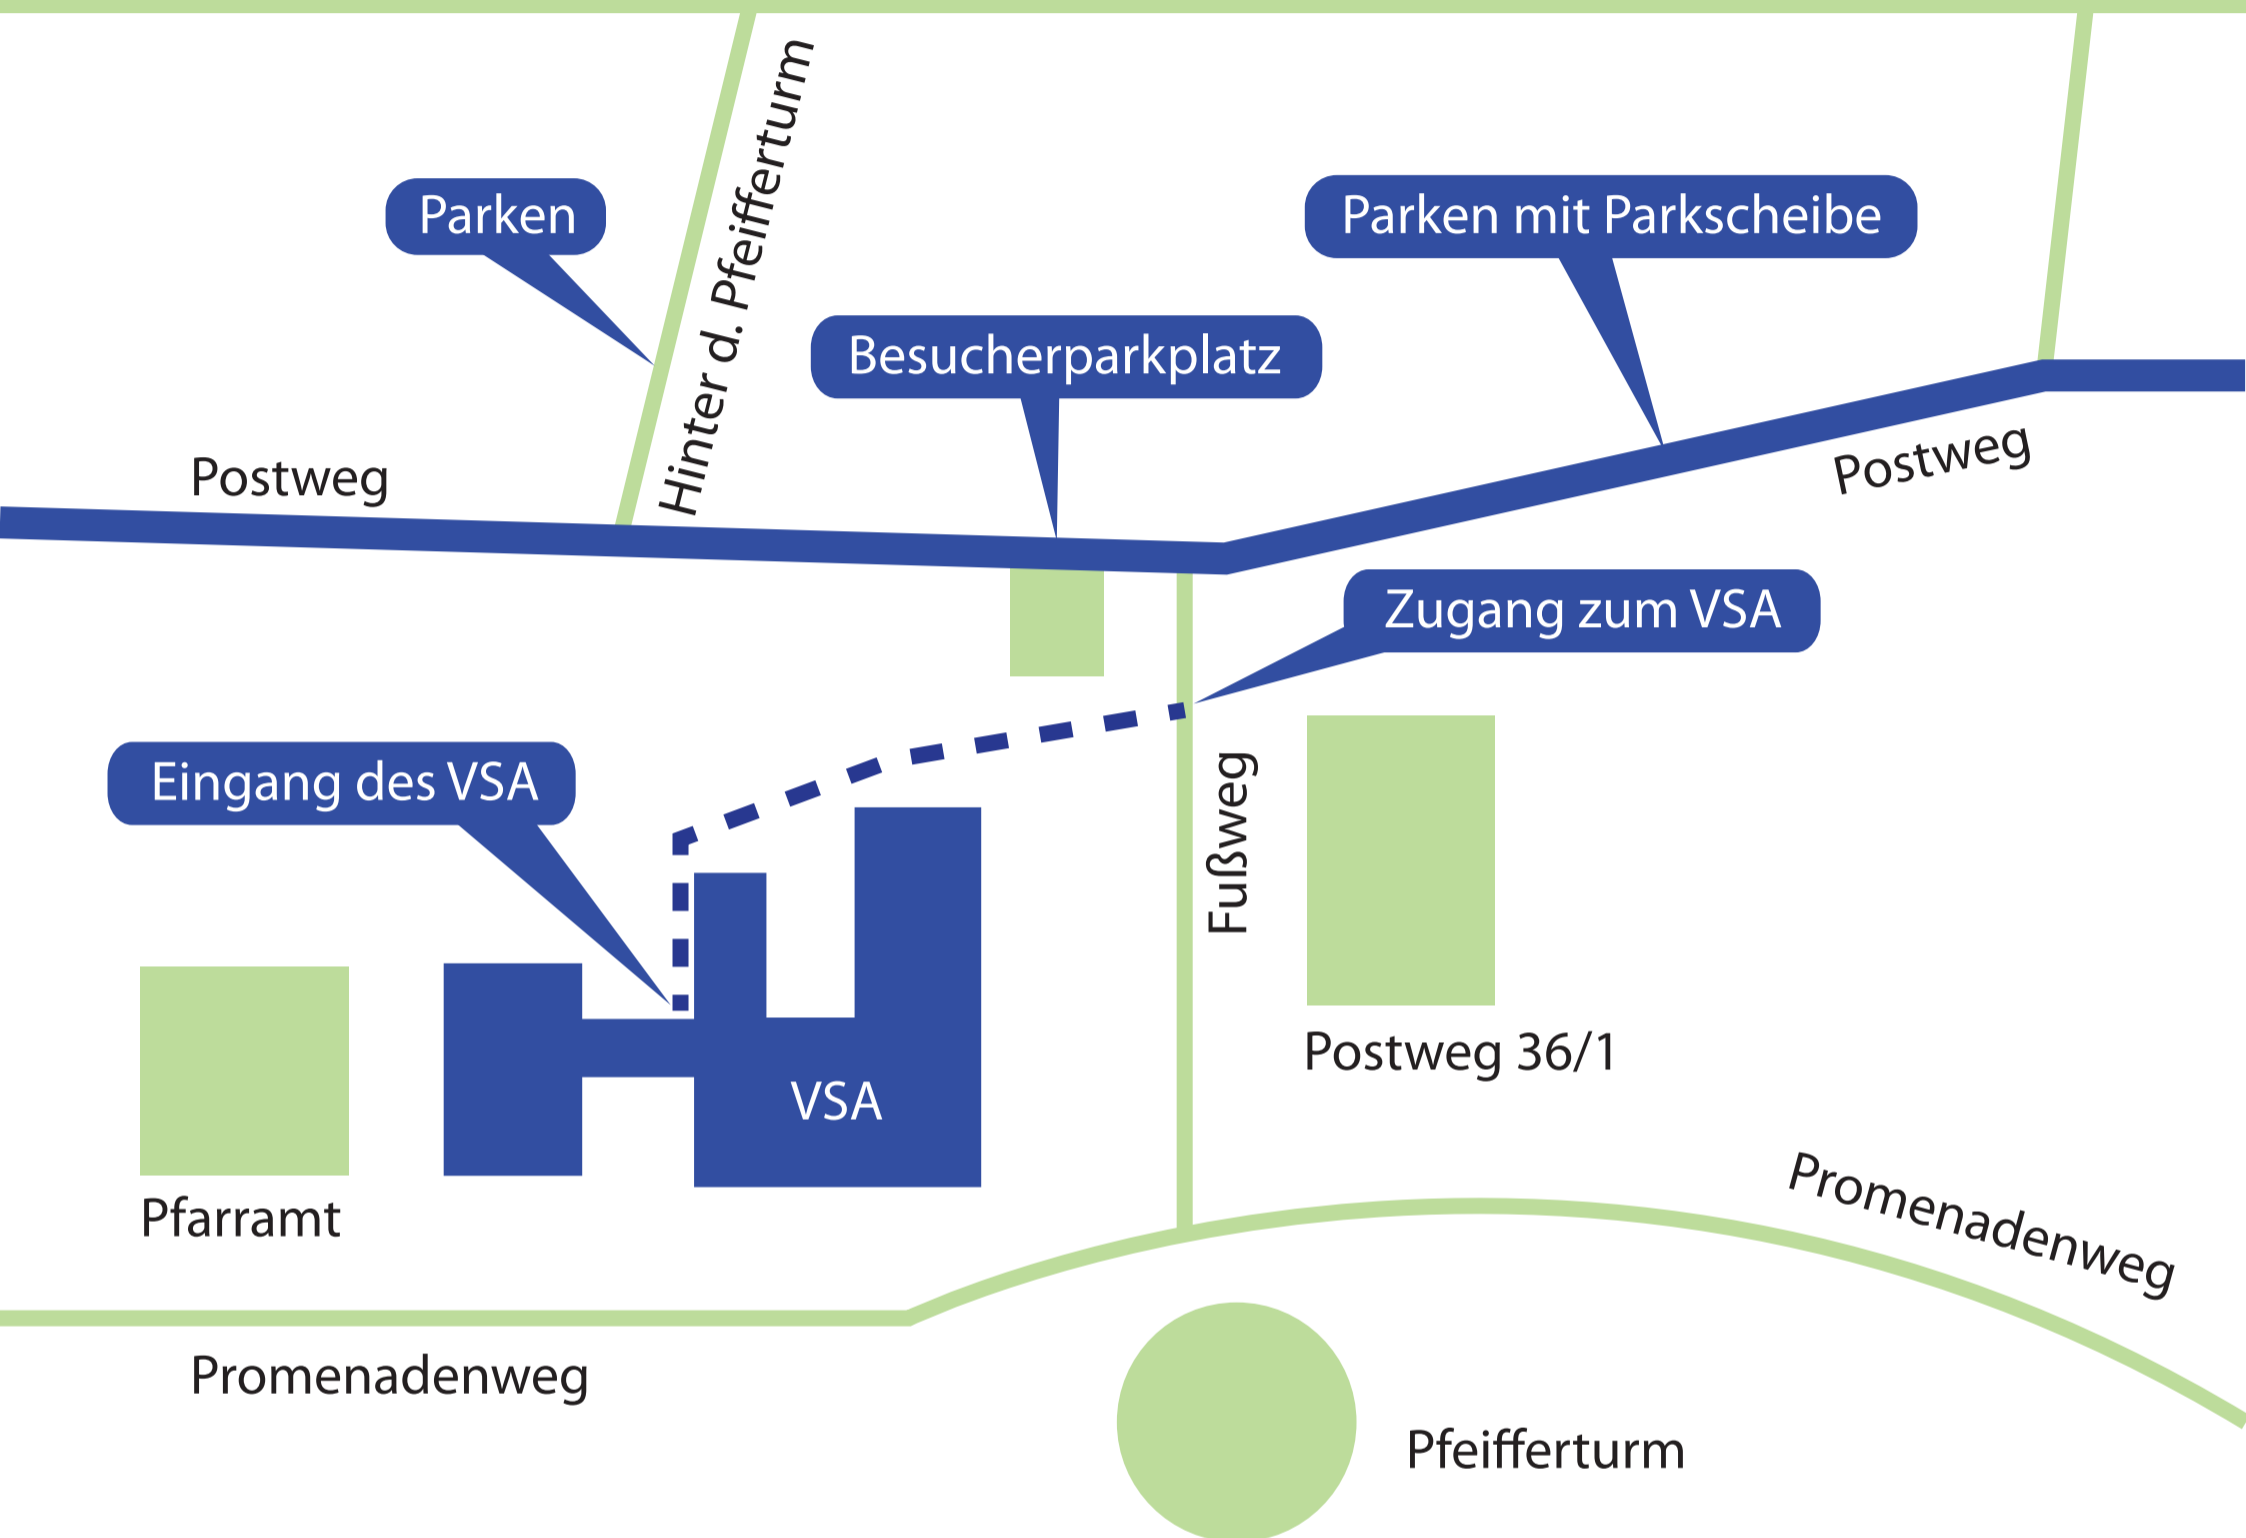 Hinter d. Pfeifferturm
Parken
Parken mit Parkscheibe
Besucherparkplatz
Postweg
Postweg
Zugang zum VSA
Eingang des VSA
Fußweg
Postweg 36/1
VSA
Pfarramt
Promenadenweg
Promenadenweg
Pfeifferturm